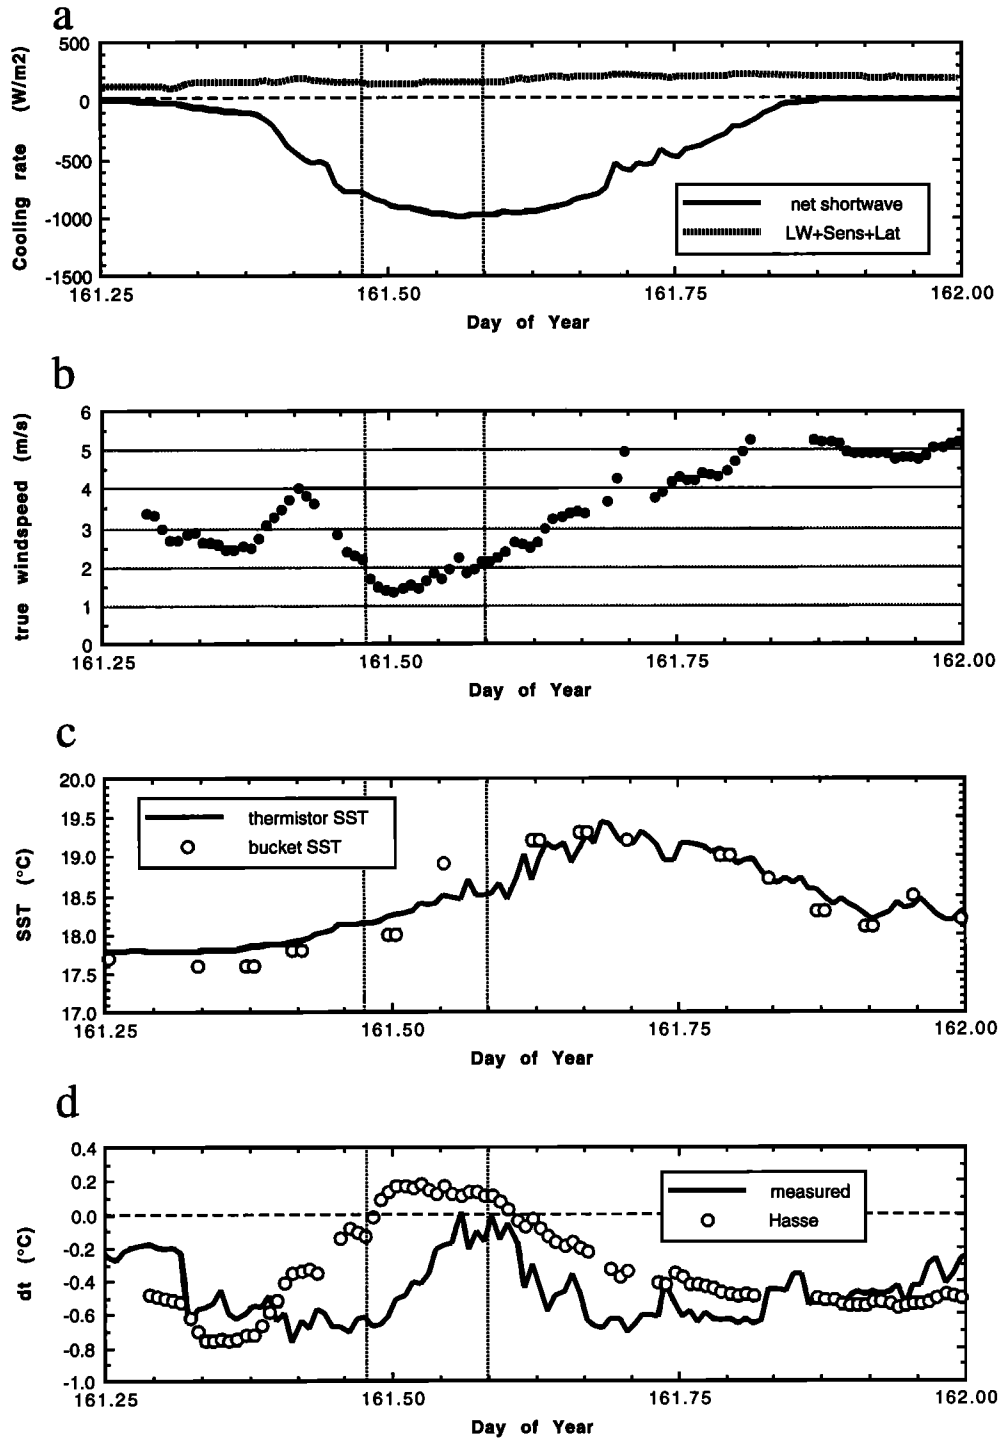 a
Cooling rate (W/m2)
500
0
-500
-1000
-1500
net shortwave
LW+Sens+Lat
161.25 161.50 161.75 162.00
Day of Year
b
true windspeed (m/s)
6
5
4
3
2
1
0
161.25 161.50 161.75 162.00
Day of Year
c
SST (°C)
20.0
19.5
19.0
18.5
18.0
17.5
17.0
thermistor SST
bucket SST
161.25 161.50 161.75 162.00
Day of Year
d
dt (°C)
0.4
0.2
0.0
-0.2
-0.4
-0.6
-0.8
-1.0
measured
Hasse
161.25 161.50 161.75 162.00
Day of Year